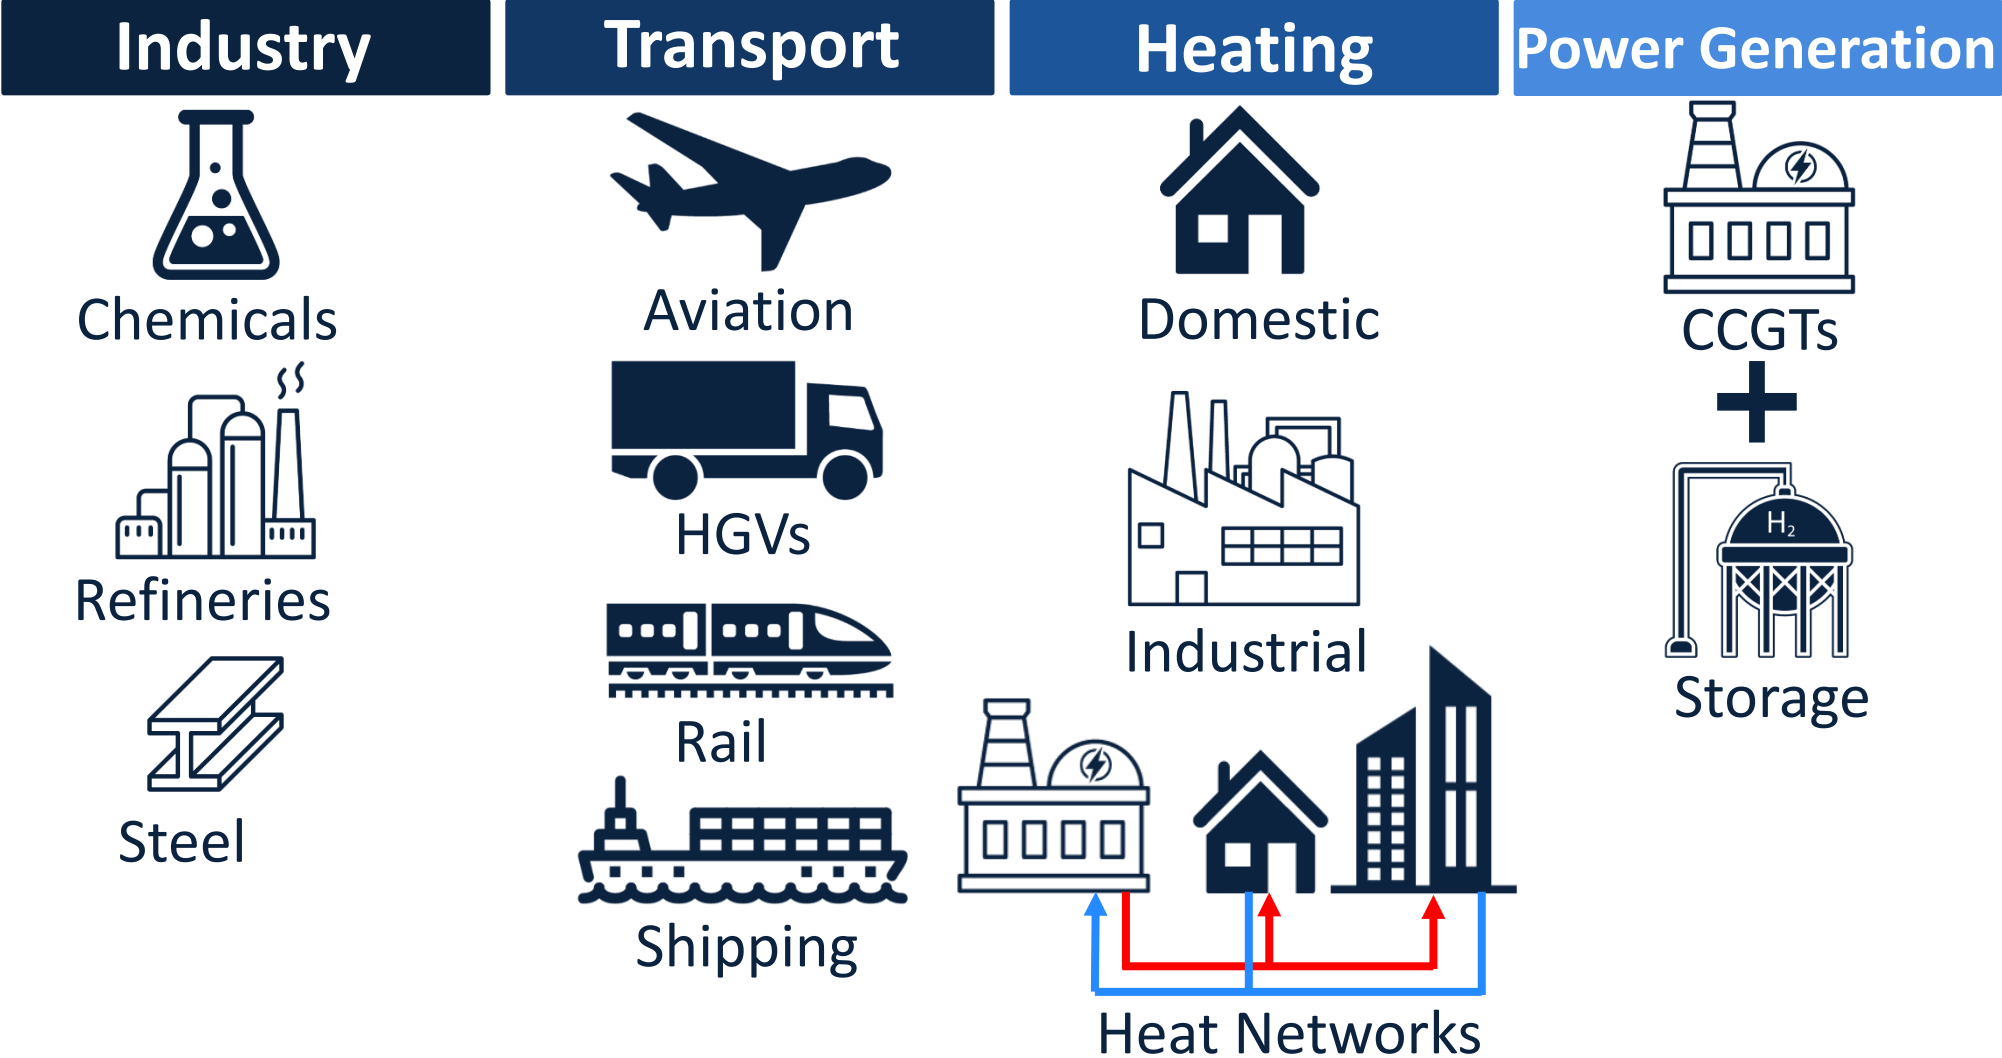 Industry
Chemicals
Refineries
Steel
Transport
Aviation
HGVs
Rail
Shipping
Heating
Domestic
Industrial
Heat Networks
Power Generation
CCGTs
+
H₂
Storage